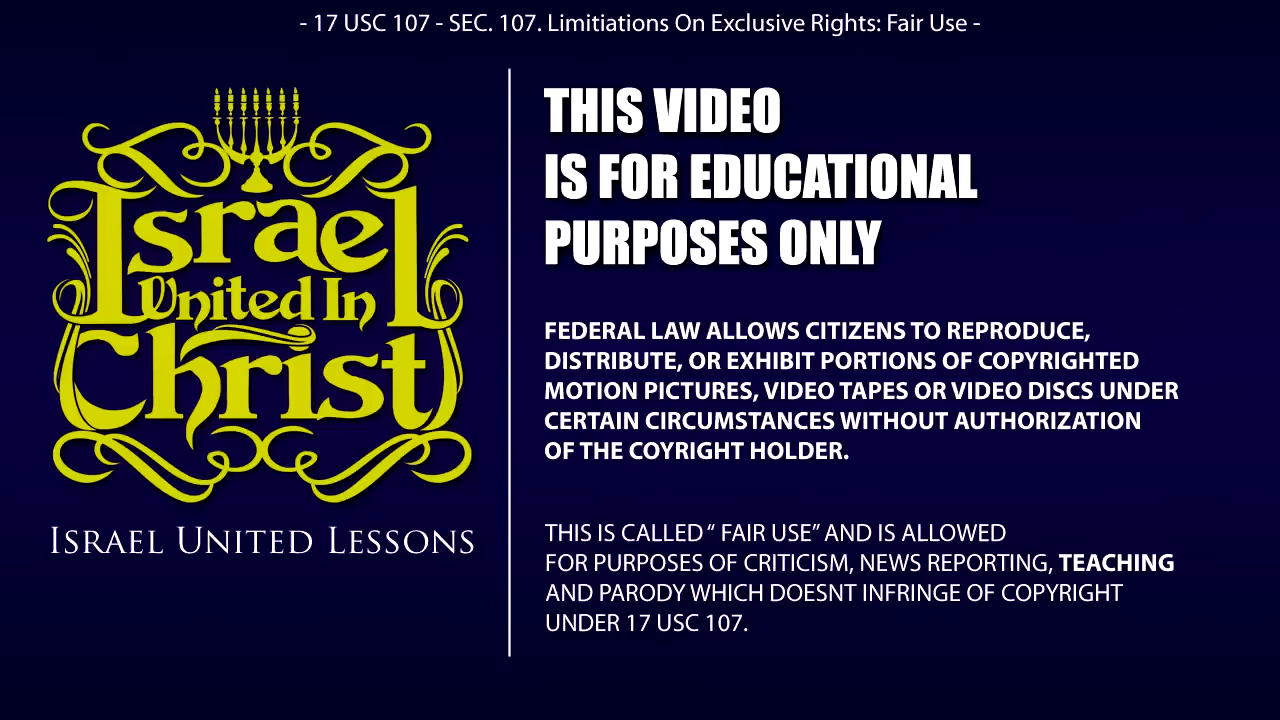 - 17 USC 107 - SEC. 107. Limitiations On Exclusive Rights: Fair Use -
Israel
United In
Christ
Israel United Lessons
THIS VIDEO
IS FOR EDUCATIONAL
PURPOSES ONLY
FEDERAL LAW ALLOWS CITIZENS TO REPRODUCE,
DISTRIBUTE, OR EXHIBIT PORTIONS OF COPYRIGHTED
MOTION PICTURES, VIDEO TAPES OR VIDEO DISCS UNDER
CERTAIN CIRCUMSTANCES WITHOUT AUTHORIZATION
OF THE COYRIGHT HOLDER.
THIS IS CALLED “ FAIR USE” AND IS ALLOWED
FOR PURPOSES OF CRITICISM, NEWS REPORTING, TEACHING
AND PARODY WHICH DOESNT INFRINGE OF COPYRIGHT
UNDER 17 USC 107.